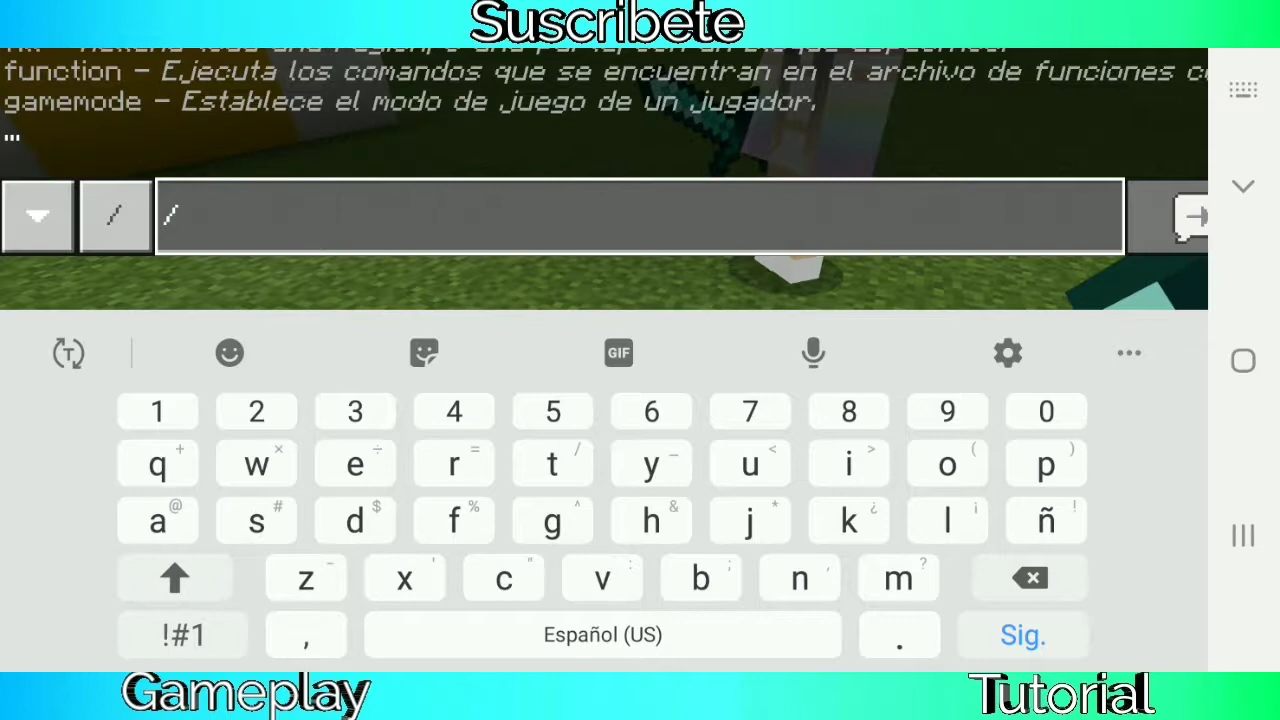 Suscribete
function – Ejecuta los comandos que se encuentran en el archivo de funciones
gamemode – Establece el modo de juego de un jugador.
...
/ /
GIF
1 2 3 4 5 6 7 8 9 0
+ × ÷ = / _ < > ( )
q w e r t y u i o p
@ # $ % ^ & * ¿ ¡ !
a s d f g h j k l ñ
- ' " : ; , ?
z x c v b n m
!#1 , Español (US) . Sig.
Gameplay Tutorial